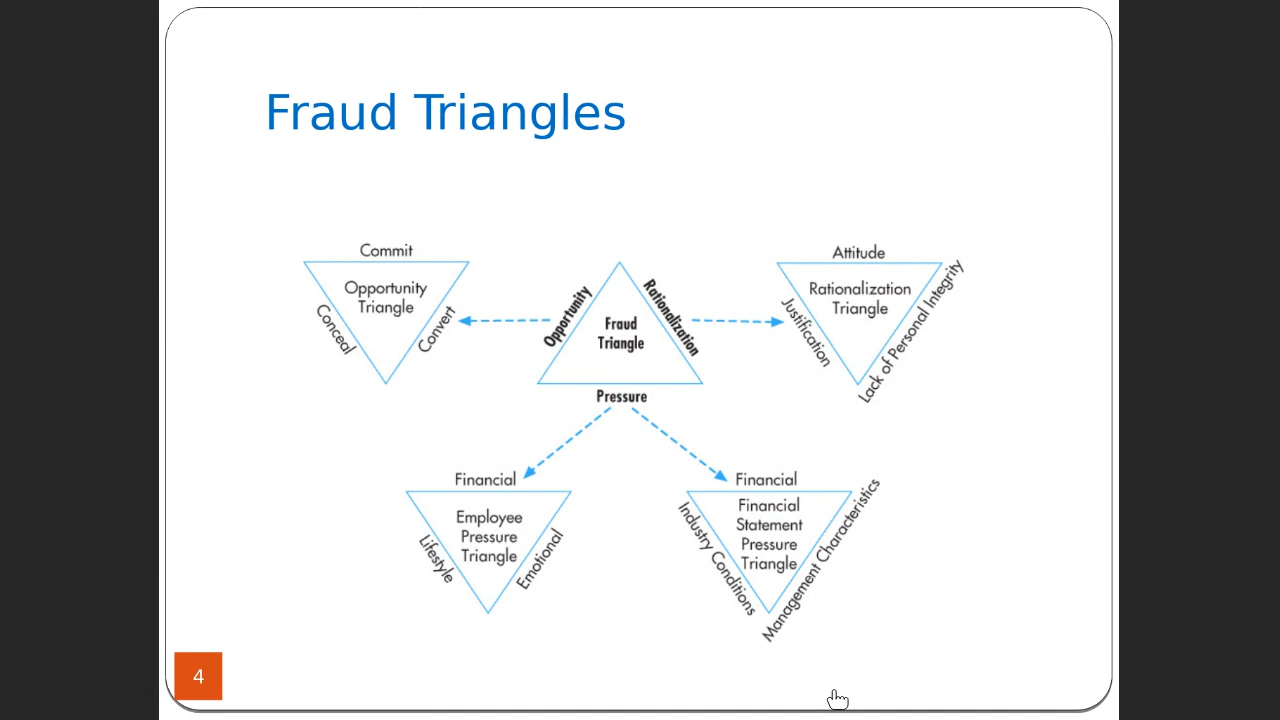 Fraud Triangles
Commit
Opportunity
Triangle
Conceal
Convert
Opportunity
Rationalization
Fraud
Triangle
Pressure
Attitude
Rationalization
Triangle
Justification
Lack of Personal Integrity
Financial
Employee
Pressure
Triangle
Lifestyle
Emotional
Financial
Financial
Statement
Pressure
Triangle
Industry Conditions
Management Characteristics
4